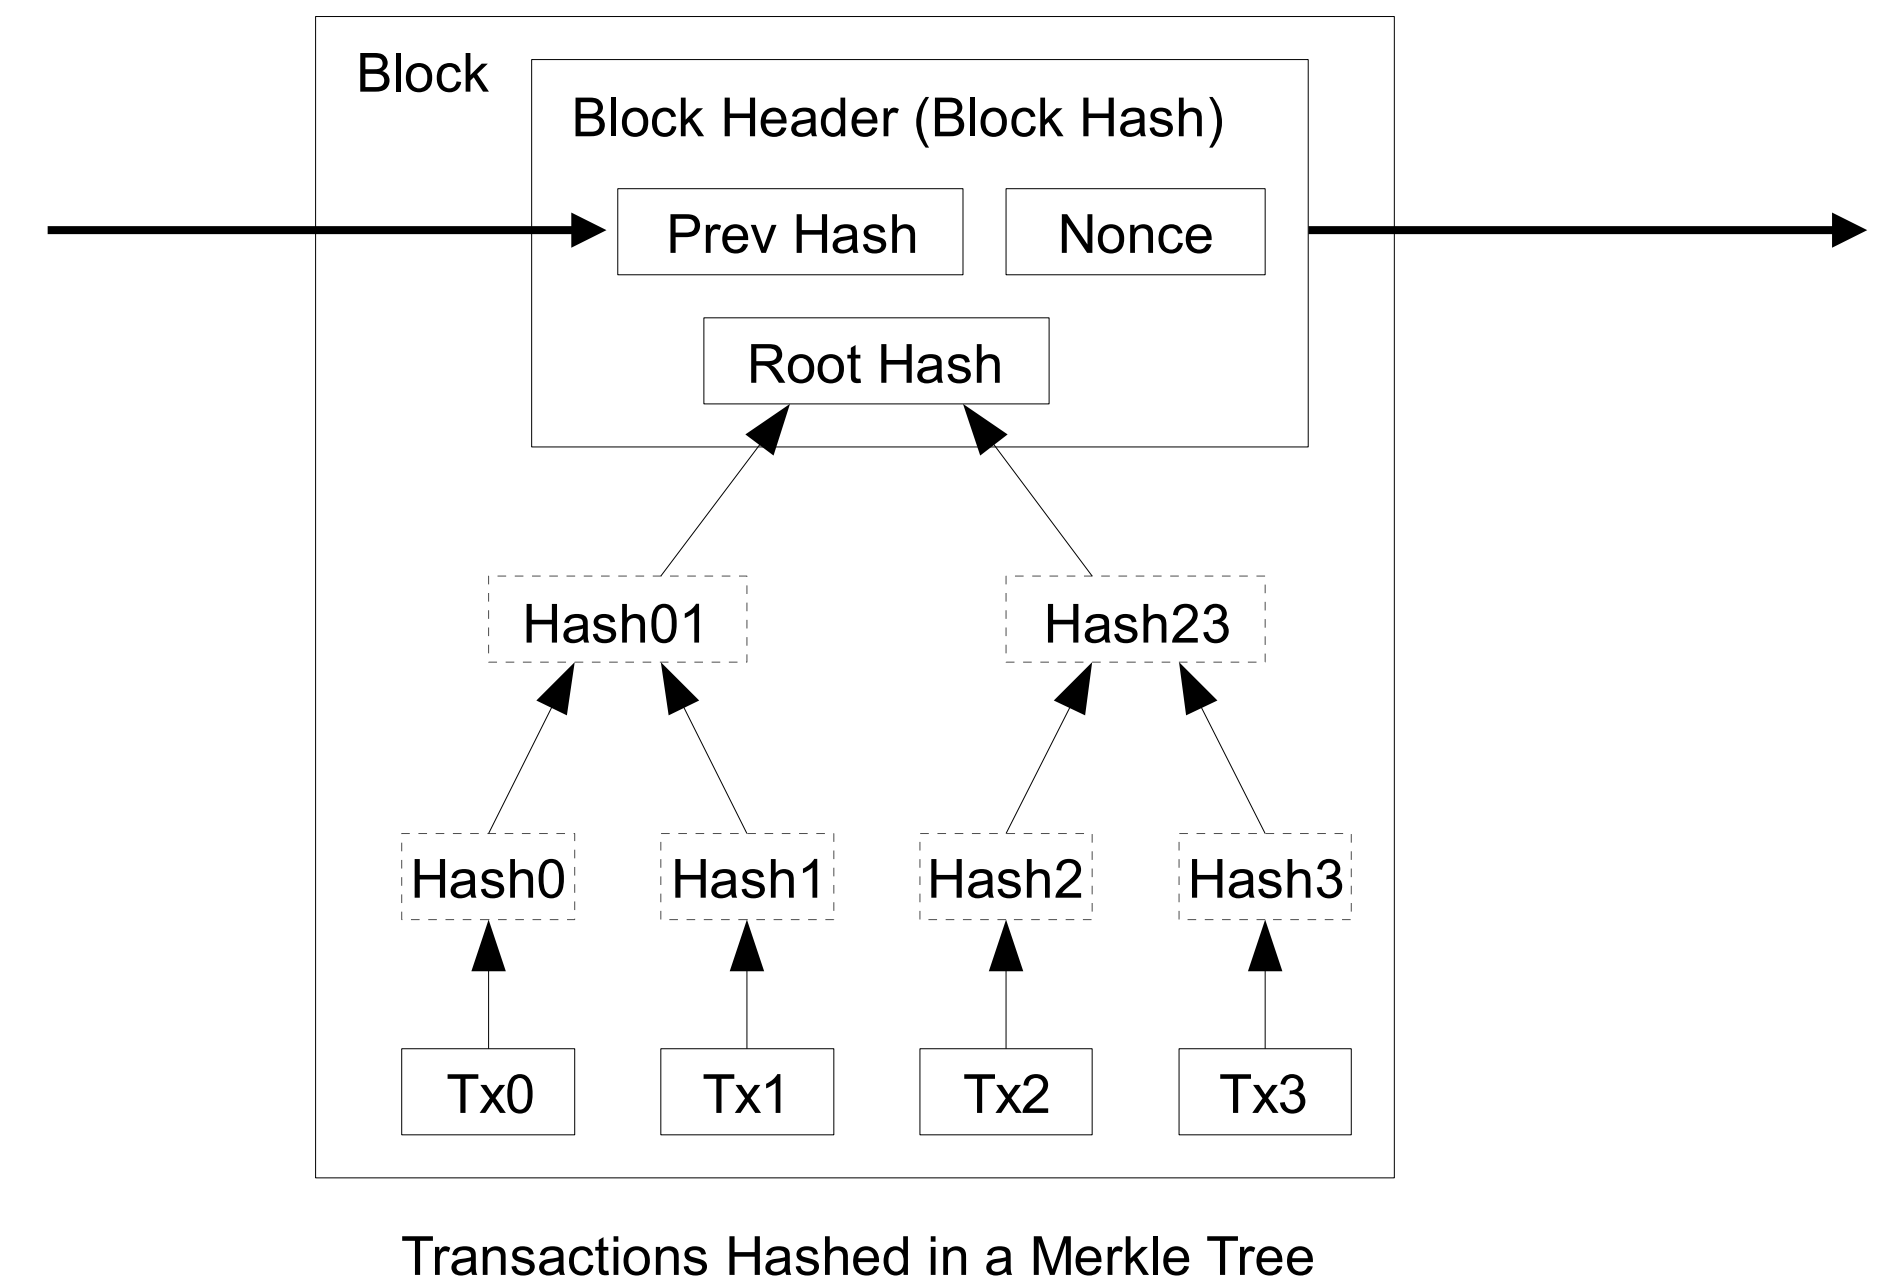 Block
Block Header (Block Hash)
Prev Hash
Nonce
Root Hash
Hash01
Hash23
Hash0
Hash1
Hash2
Hash3
Tx0
Tx1
Tx2
Tx3
Transactions Hashed in a Merkle Tree